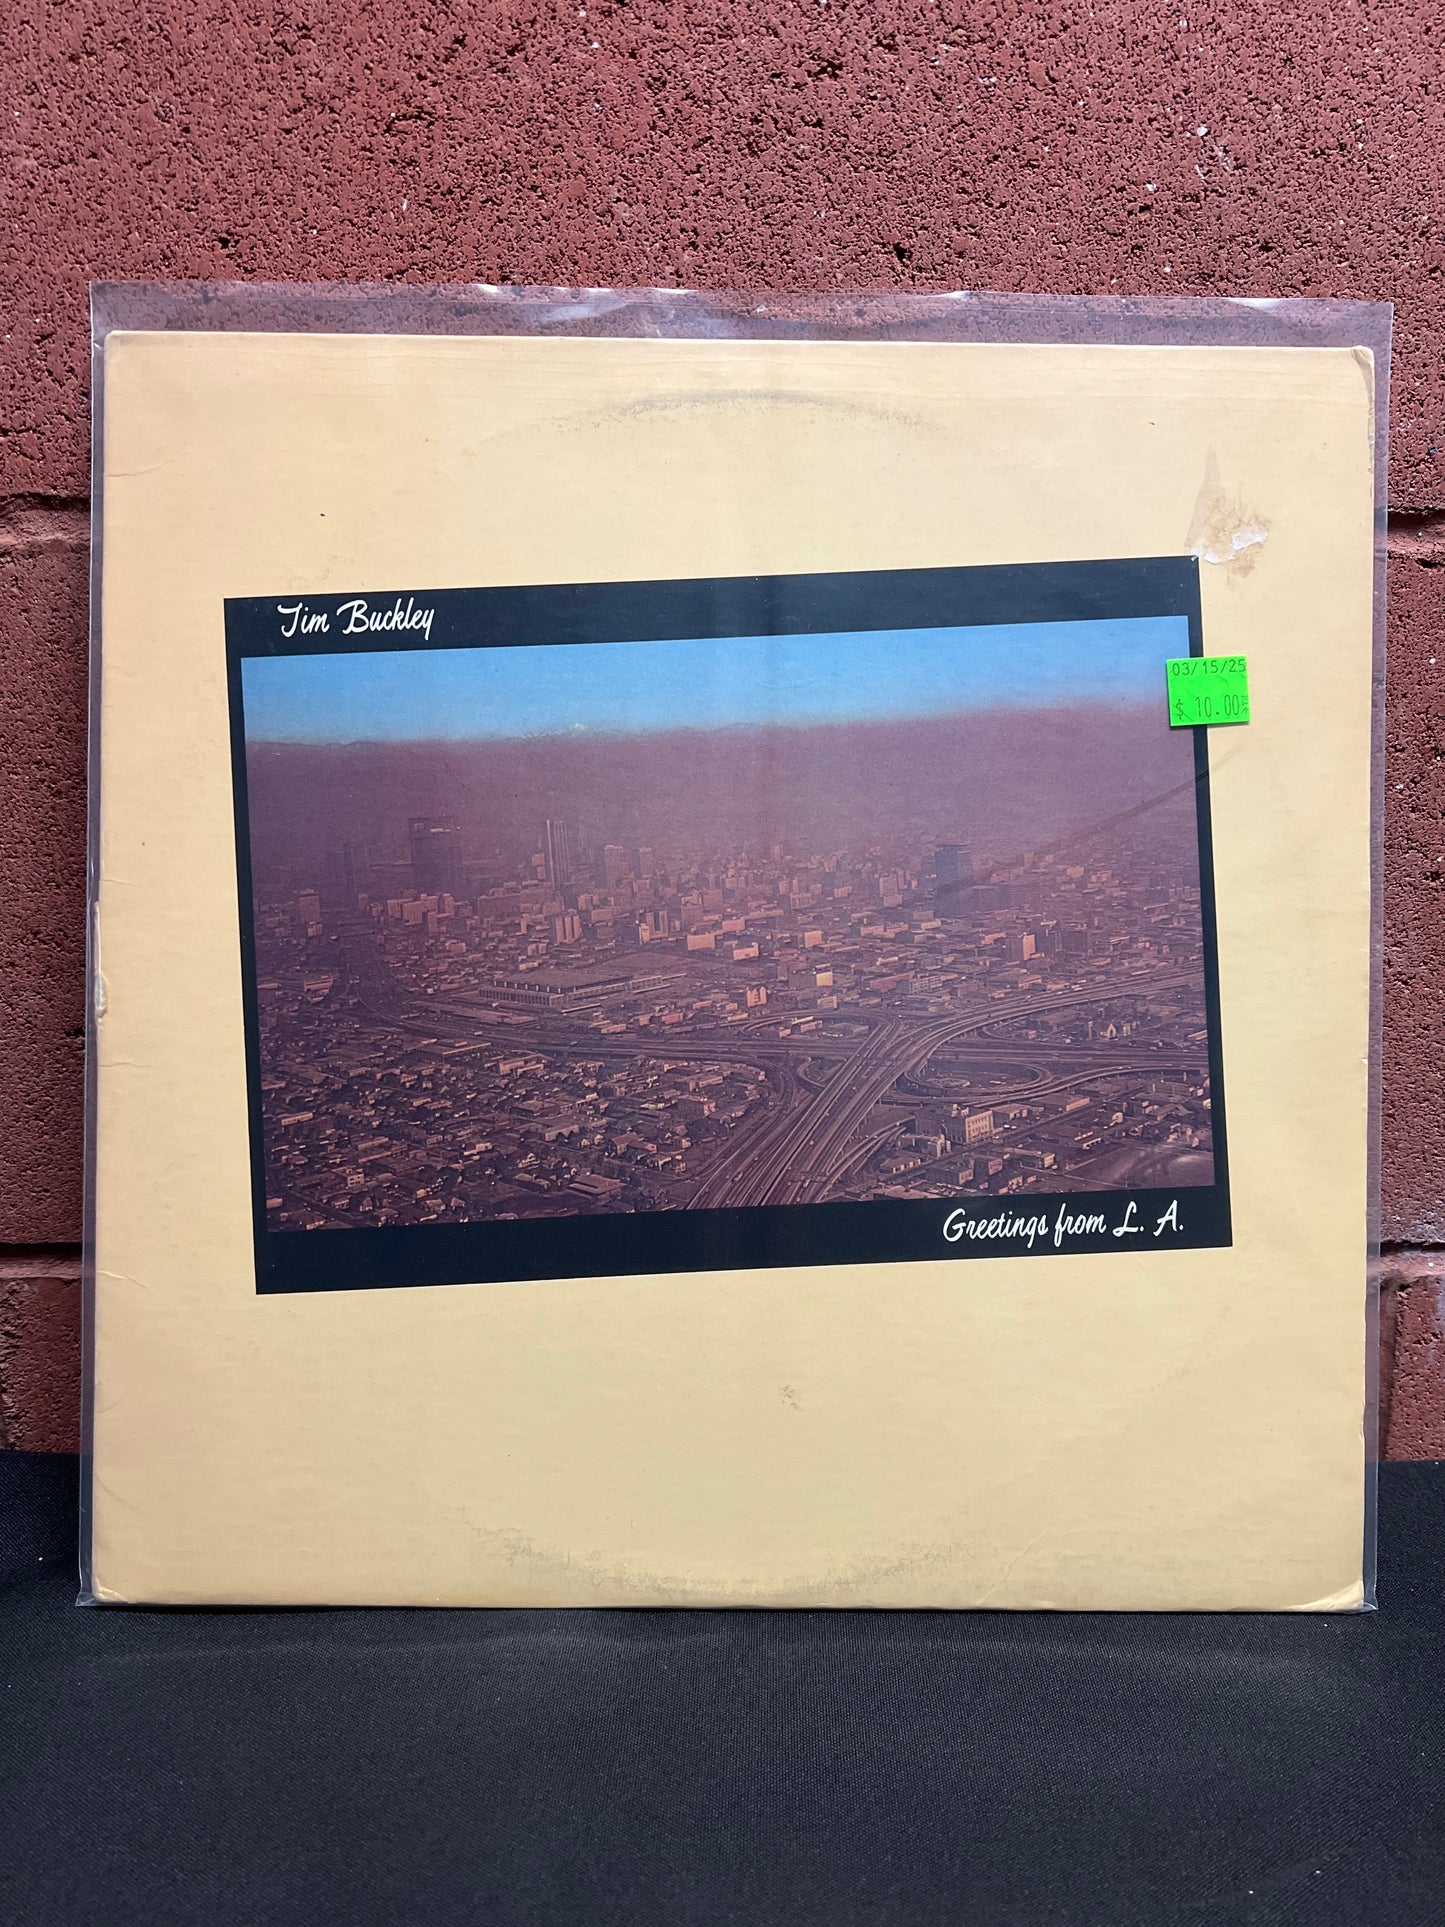 Tim Buckley
03/15/25
$ 10.00
Greetings from L. A.